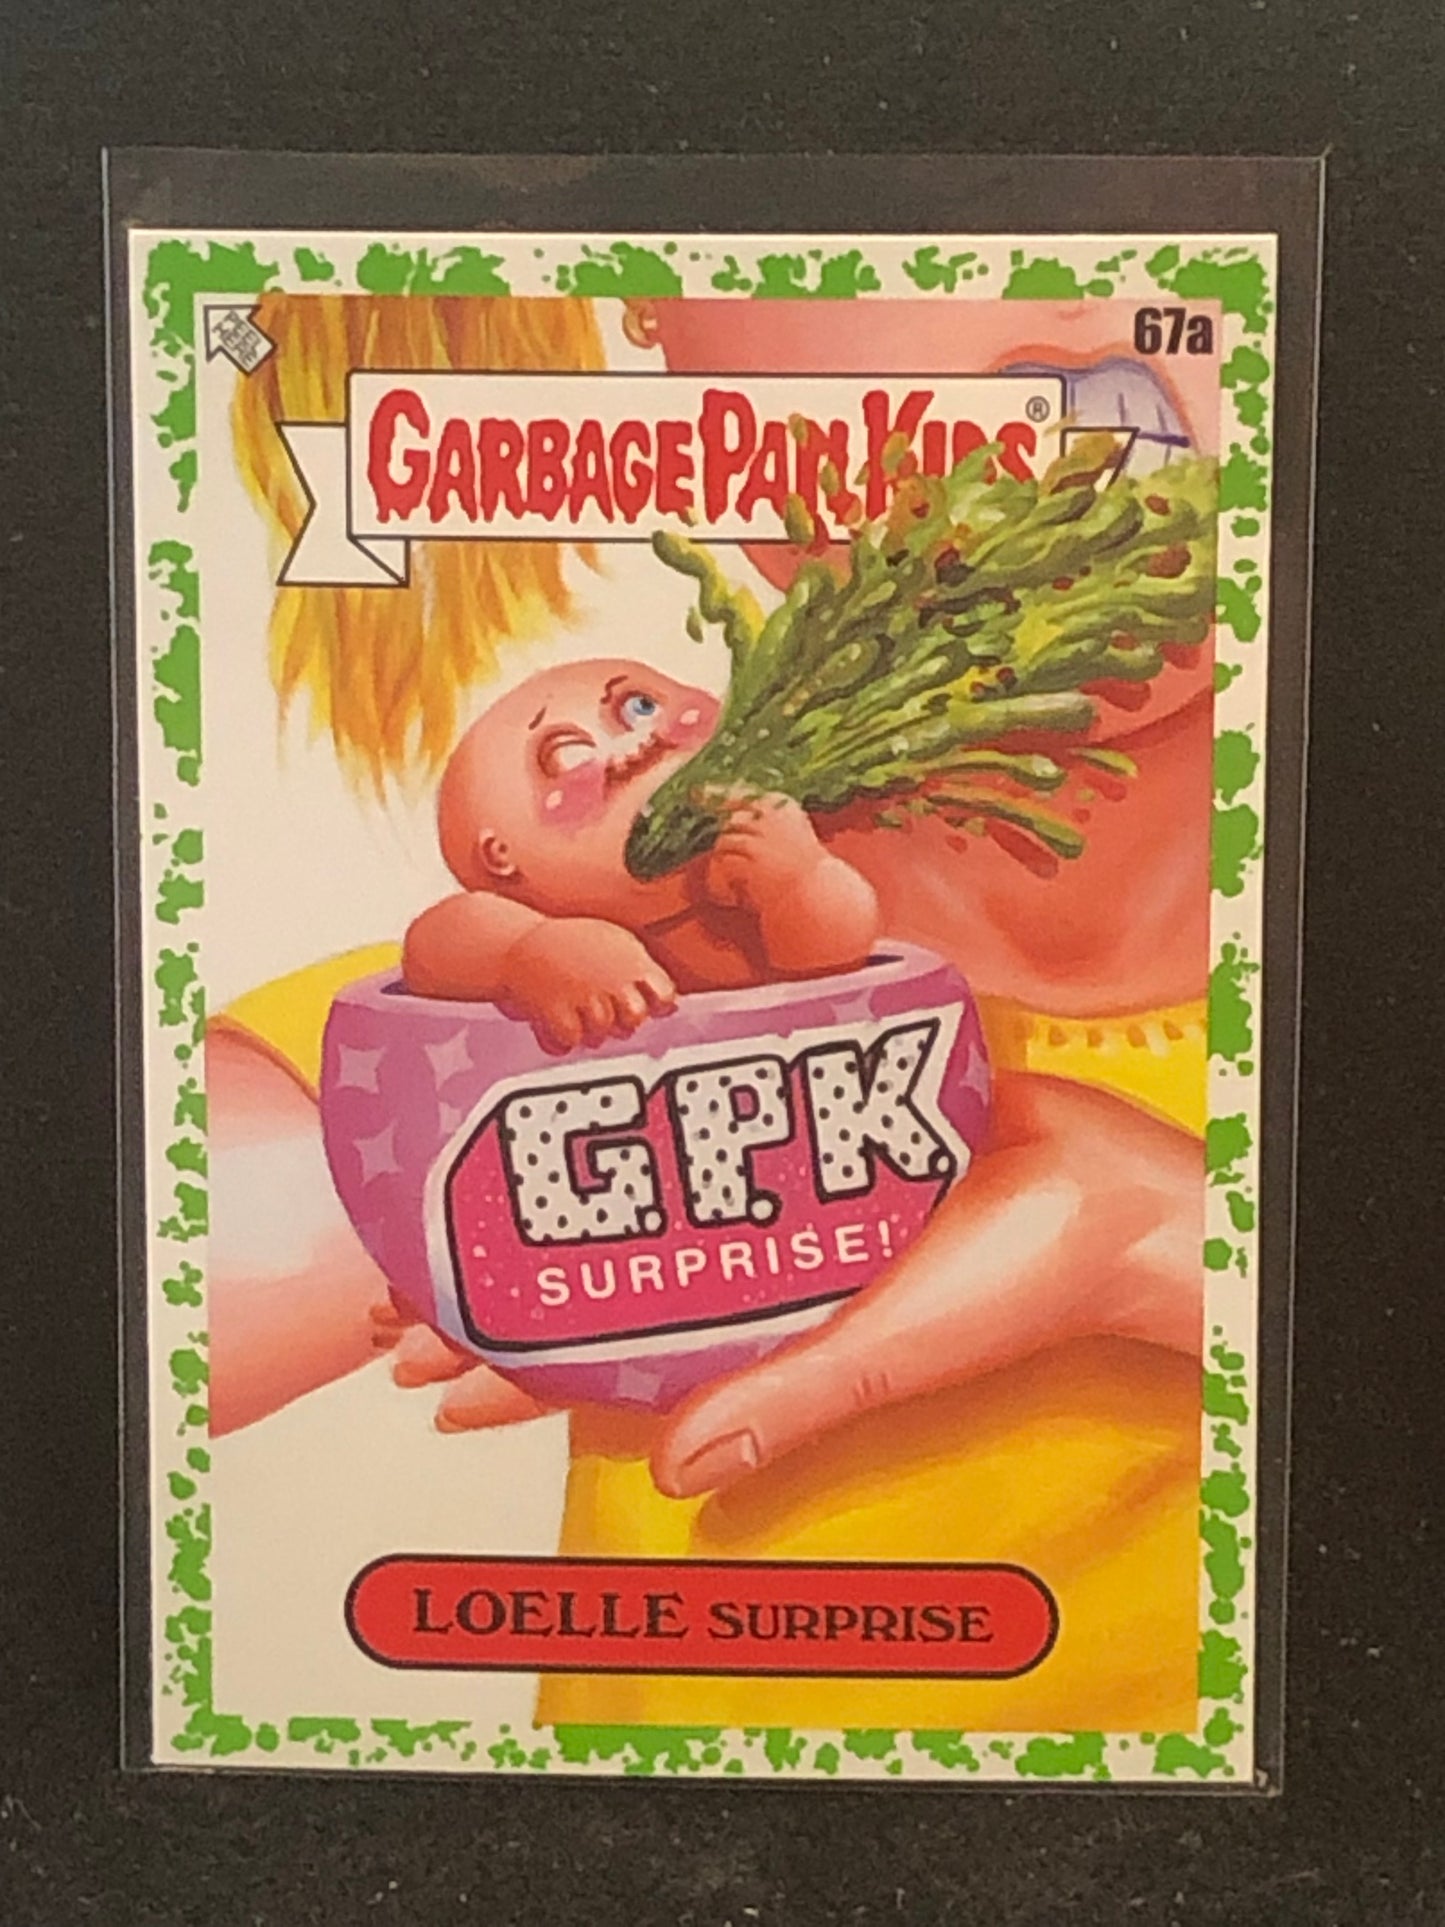 67a
GARBAGE PAIL KIDS®
G.P.K.
SURPRISE!
LOELLE SURPRISE